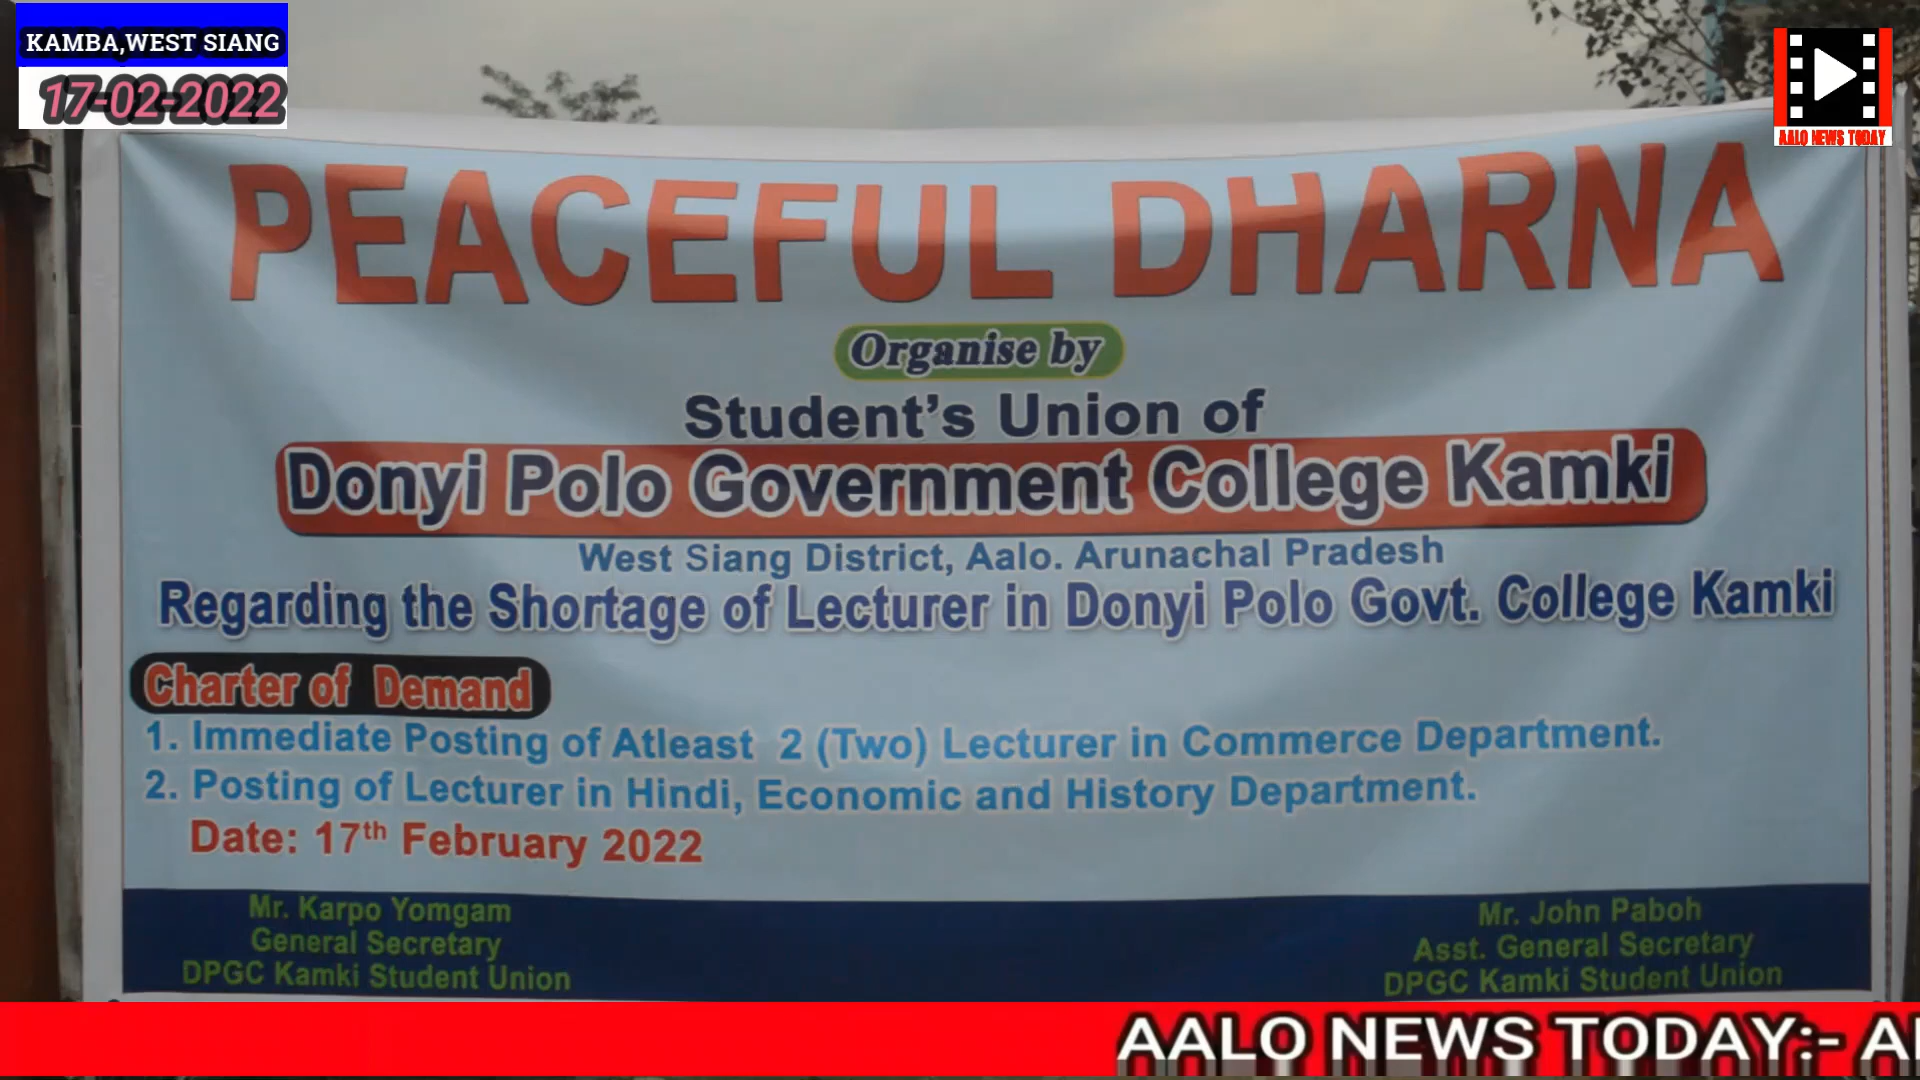 KAMBA,WEST SIANG
17-02-2022
AALO NEWS TODAY
PEACEFUL DHARNA
Organise by
Student's Union of
Donyi Polo Government College Kamki
West Siang District, Aalo. Arunachal Pradesh
Regarding the Shortage of Lecturer in Donyi Polo Govt. College Kamki
Charter of Demand
1. Immediate Posting of Atleast 2 (Two) Lecturer in Commerce Department.
2. Posting of Lecturer in Hindi, Economic and History Department.
Date: 17th February 2022
Mr. Karpo Yomgam
General Secretary
DPGC Kamki Student Union
Mr. John Paboh
Asst. General Secretary
DPGC Kamki Student Union
AALO NEWS TODAY:-